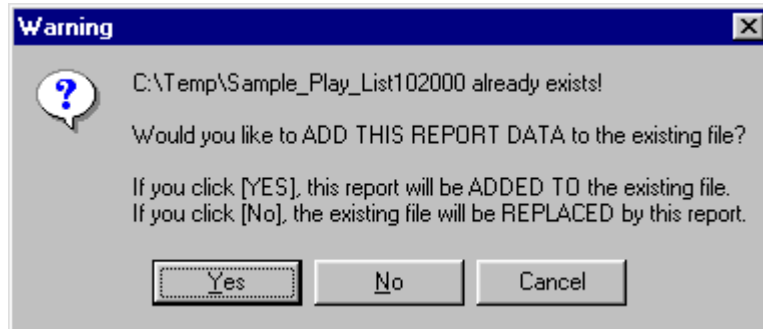 Warning
C:\Temp\Sample_Play_List102000 already exists!
Would you like to ADD THIS REPORT DATA to the existing file?
If you click [YES], this report will be ADDED TO the existing file.
If you click [No], the existing file will be REPLACED by this report.
Yes No Cancel